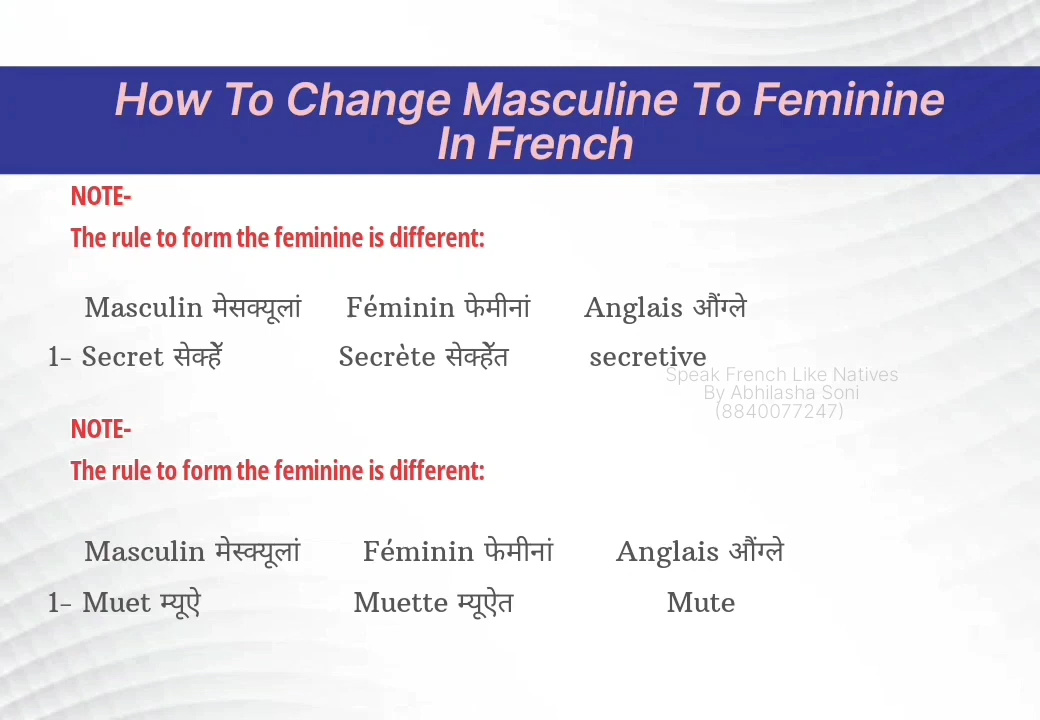 How To Change Masculine To Feminine
In French
NOTE-
The rule to form the feminine is different:
Masculin मेसक्यूलां Féminin फेमीनां Anglais औंग्ले
1- Secret सेक्हेॅ Secrète सेक्हेॅत secretive
Speak French Like Natives
By Abhilasha Soni
(8840077247)
NOTE-
The rule to form the feminine is different:
Masculin मेस्क्यूलां Féminin फेमीनां Anglais औंग्ले
1- Muet म्यूऐ Muette म्यूऐत Mute